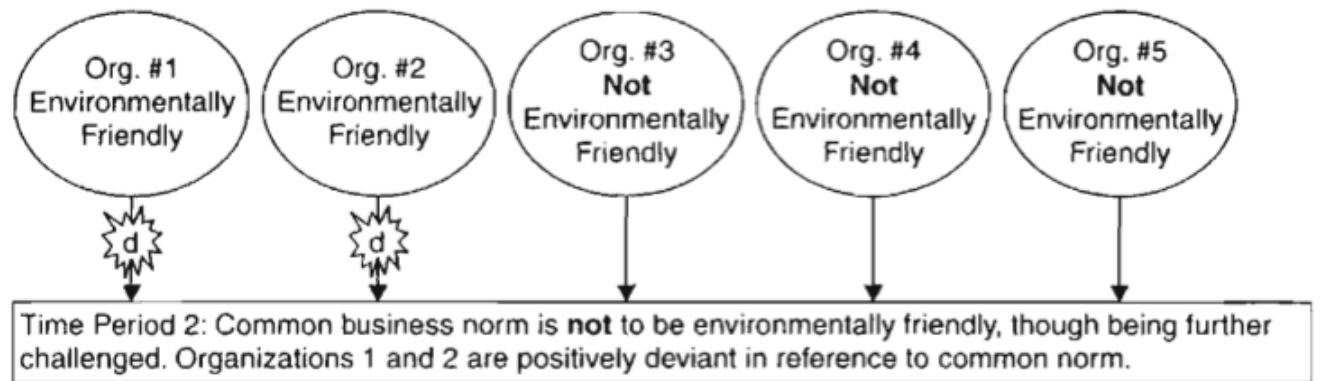 Org. #1
Environmentally
Friendly
Org. #2
Environmentally
Friendly
Org. #3
Not
Environmentally
Friendly
Org. #4
Not
Environmentally
Friendly
Org. #5
Not
Environmentally
Friendly
d
d
Time Period 2: Common business norm is not to be environmentally friendly, though being further
challenged. Organizations 1 and 2 are positively deviant in reference to common norm.